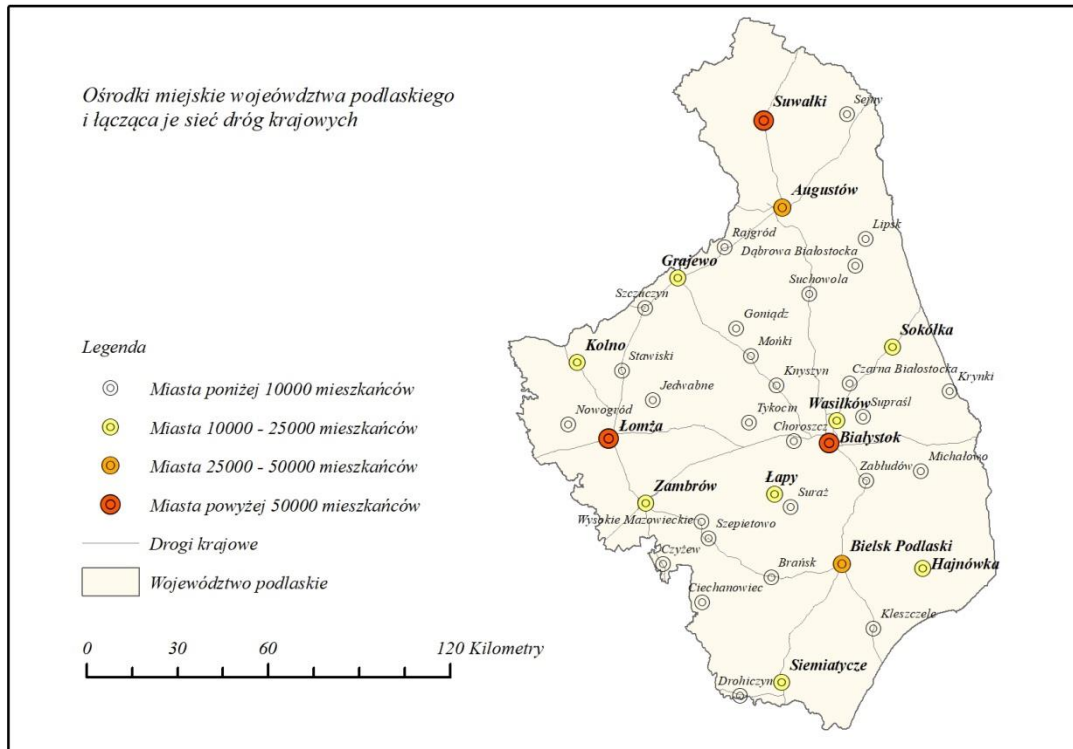 Ośrodki miejskie wojeówdztwa podlaskiego
i łącząca je sieć dróg krajowych
Suwałki
Sejny
Augustów
Lipsk
Rajgród
Dąbrowa Białostocka
Grajewo
Suchowola
Szczuczyn
Goniądz
Sokółka
Mońki
Kolno
Stawiski
Knyszyn
Czarna Białostocka
Krynki
Jedwabne
Wasilków
Supraśl
Nowogród
Tykocin
Łomża
Choroszcz
Białystok
Zabłudów
Michałowo
Zambrów
Łapy
Suraż
Wysokie Mazowieckie
Szepietowo
Czyżew
Bielsk Podlaski
Brańsk
Hajnówka
Ciechanowiec
Kleszczele
Siemiatycze
Drohiczyn
Legenda
Miasta poniżej 10000 mieszkańców
Miasta 10000 - 25000 mieszkańców
Miasta 25000 - 50000 mieszkańców
Miasta powyżej 50000 mieszkańców
Drogi krajowe
Województwo podlaskie
0 30 60 120 Kilometry